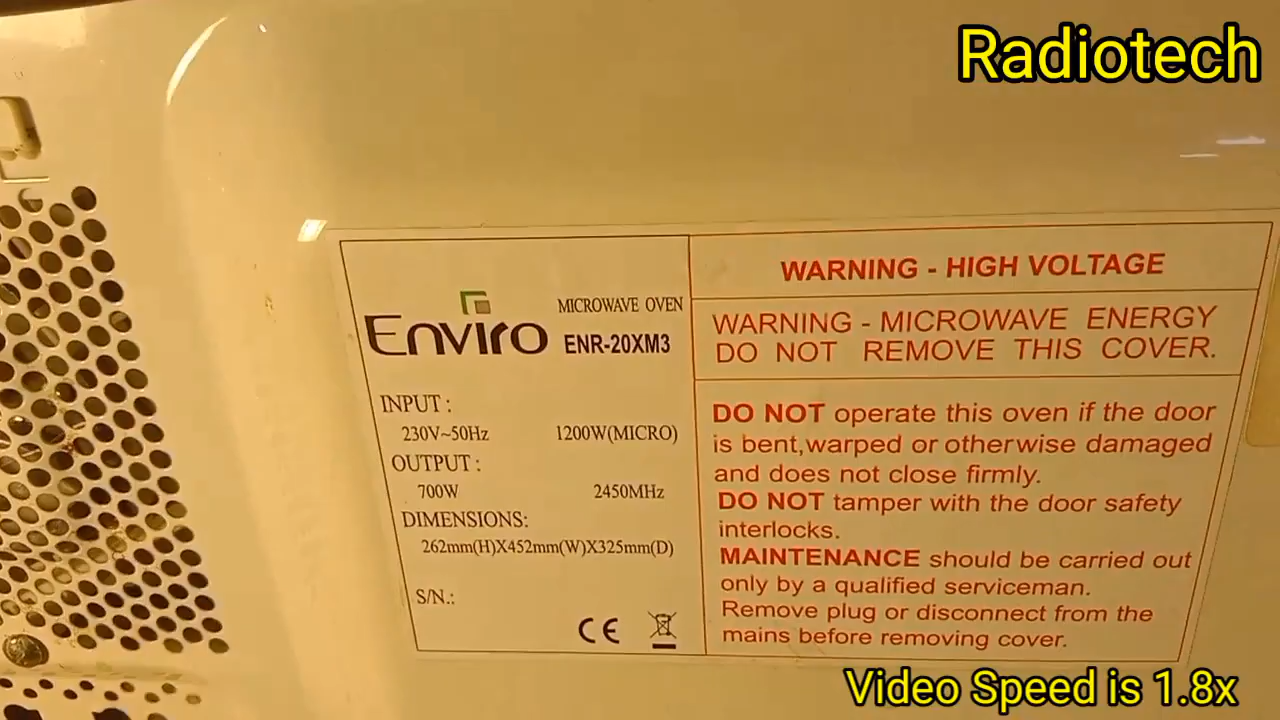 Radiotech
Enviro
MICROWAVE OVEN
ENR-20XM3
INPUT :
230V~50Hz 1200W(MICRO)
OUTPUT :
700W 2450MHz
DIMENSIONS:
262mm(H)X452mm(W)X325mm(D)
S/N.:
CE
WARNING - HIGH VOLTAGE
WARNING - MICROWAVE ENERGY
DO NOT REMOVE THIS COVER.
DO NOT operate this oven if the door
is bent,warped or otherwise damaged
and does not close firmly.
DO NOT tamper with the door safety
interlocks.
MAINTENANCE should be carried out
only by a qualified serviceman.
Remove plug or disconnect from the
mains before removing cover.
Video Speed is 1.8x